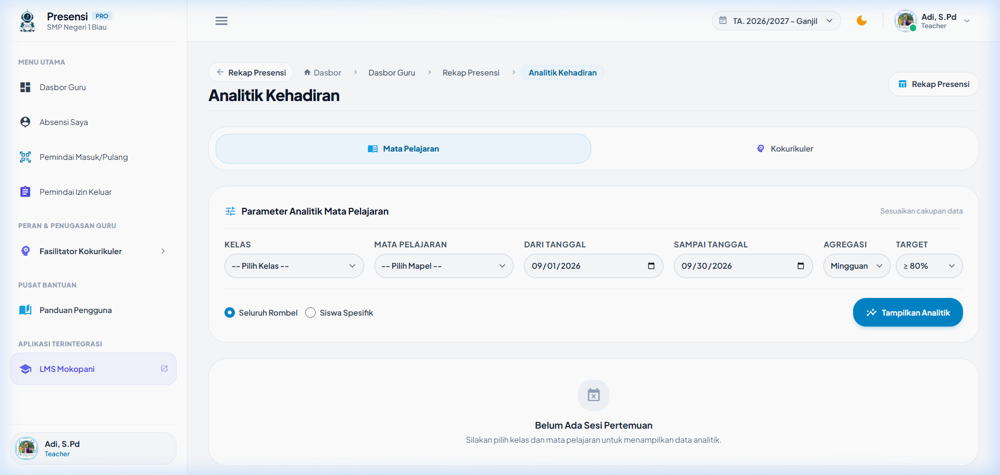 Presensi PRO
SMP Negeri 1 Biau
TA. 2026/2027 - Ganjil
Adi, S.Pd
Teacher
MENU UTAMA
Dasbor Guru
Absensi Saya
Pemindai Masuk/Pulang
Pemindai Izin Keluar
PERAN & PENUGASAN GURU
Fasilitator Kokurikuler
PUSAT BANTUAN
Panduan Pengguna
APLIKASI TERINTEGRASI
LMS Mokopani
Adi, S.Pd
Teacher
Rekap Presensi Dasbor > Dasbor Guru > Rekap Presensi > Analitik Kehadiran
Analitik Kehadiran
Rekap Presensi
Mata Pelajaran
Kokurikuler
Parameter Analitik Mata Pelajaran
Sesuaikan cakupan data
KELAS MATA PELAJARAN DARI TANGGAL SAMPAI TANGGAL AGREGASI TARGET
-- Pilih Kelas -- -- Pilih Mapel -- 09/01/2026 09/30/2026 Mingguan ≥ 80%
Seluruh Rombel Siswa Spesifik
Tampilkan Analitik
Belum Ada Sesi Pertemuan
Silakan pilih kelas dan mata pelajaran untuk menampilkan data analitik.